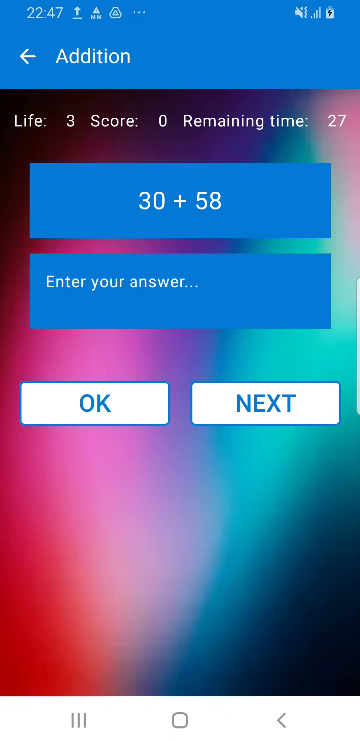 22:47
Addition
Life: 3 Score: 0 Remaining time: 27
30 + 58
Enter your answer...
OK NEXT